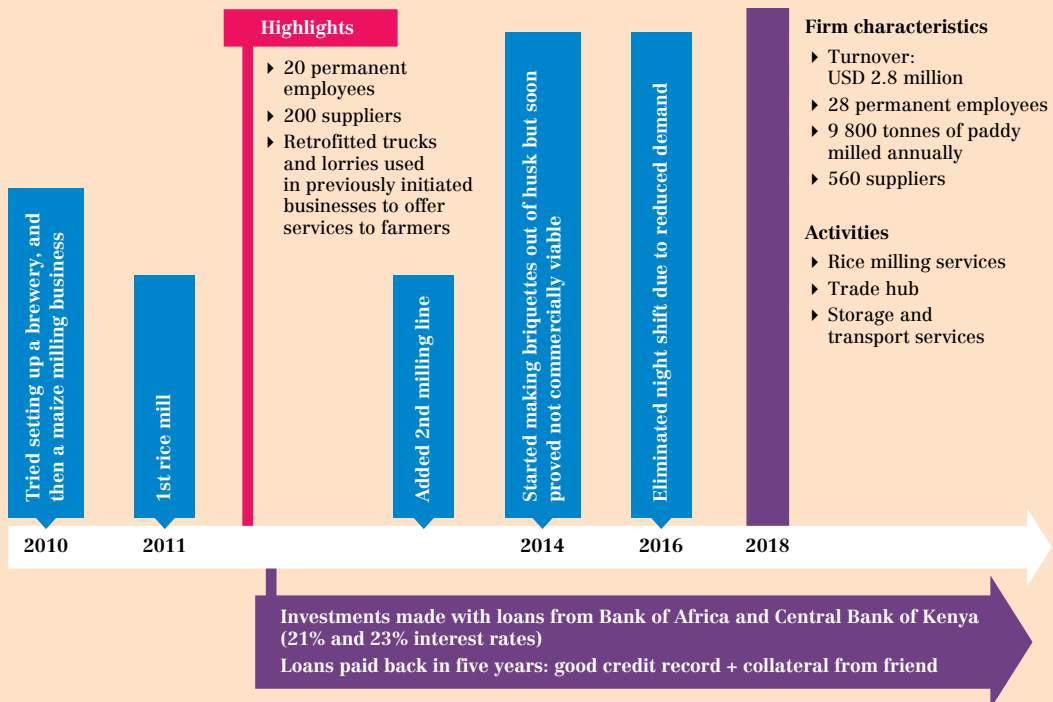 Highlights
20 permanent
employees
200 suppliers
Retrofitted trucks
and lorries used
in previously initiated
businesses to offer
services to farmers
Firm characteristics
Turnover:
USD 2.8 million
28 permanent employees
9 800 tonnes of paddy
milled annually
560 suppliers
Activities
Rice milling services
Trade hub
Storage and
transport services
Tried setting up a brewery, and
then a maize milling business
1st rice mill
Added 2nd milling line
Started making briquettes out of husk but soon
proved not commercially viable
Eliminated night shift due to reduced demand
2010
2011
2014
2016
2018
Investments made with loans from Bank of Africa and Central Bank of Kenya
(21% and 23% interest rates)
Loans paid back in five years: good credit record + collateral from friend